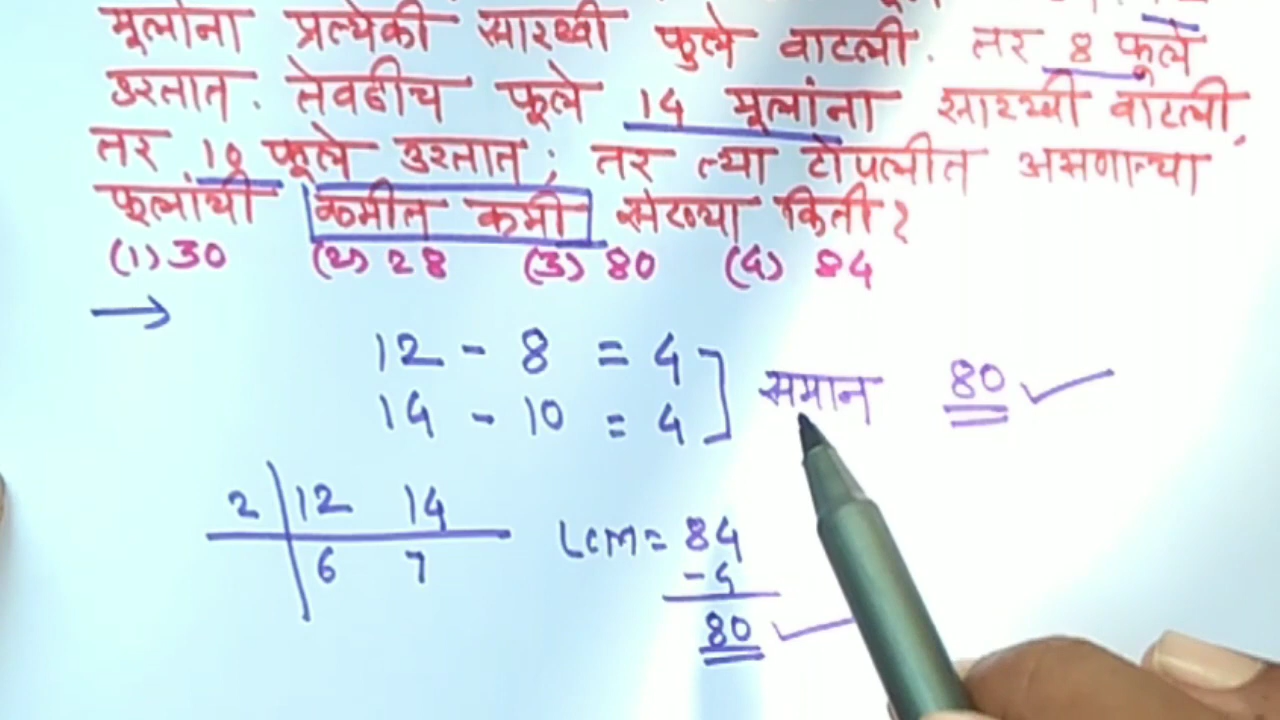 मूलांना प्रत्येकी सारखी फुले वाटली. तर 8 फूले
उरतात. तेवढीच फूले 14 मूलांना सारखी वाटली,
तर 10 फूले उरतात; तर त्या टोपलीत असणाऱ्या
फूलांची कमीत कमी संख्या किती?
(1) 30 (2) 28 (3) 80 (4) 84
→
12 - 8 = 4
14 - 10 = 4 ] समान 80 ✓
2 | 12 14
6 7
LCM = 84
- 4
80 ✓